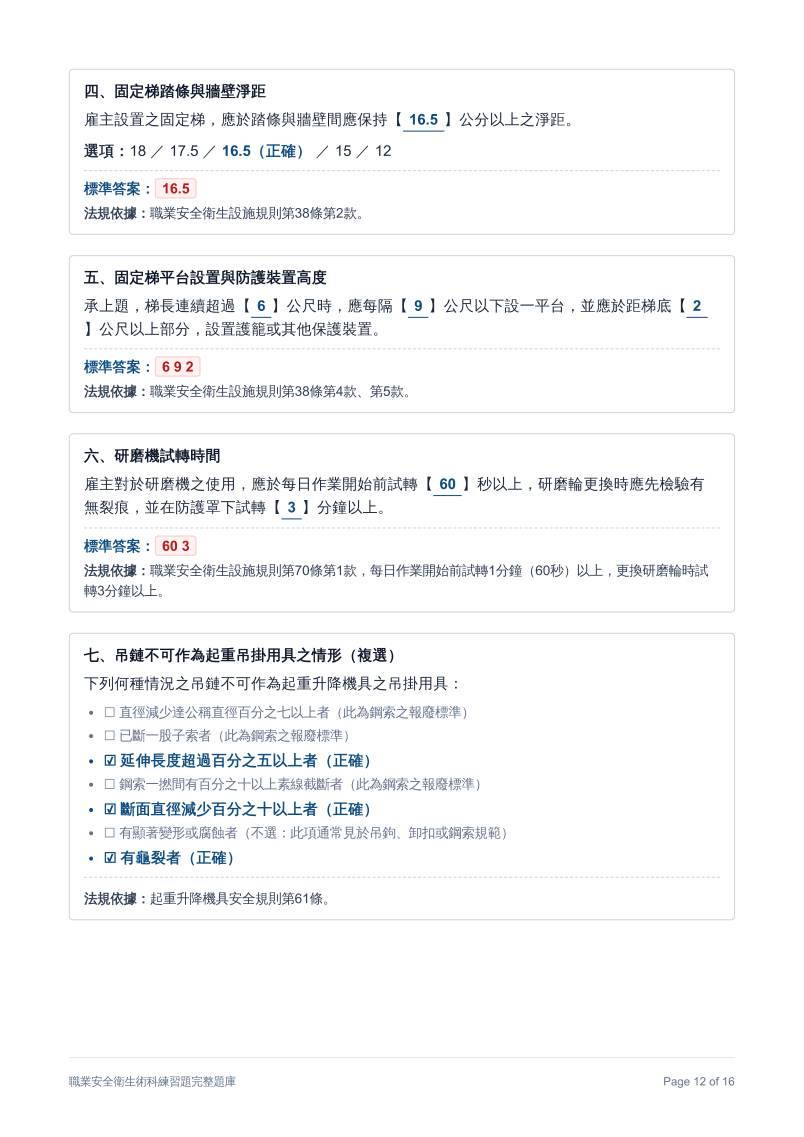 四、固定梯踏條與牆壁淨距
雇主設置之固定梯，應於踏條與牆壁間應保持【 16.5 】公分以上之淨距。
選項：18 ／ 17.5 ／ 16.5（正確） ／ 15 ／ 12
標準答案： 16.5
法規依據：職業安全衛生設施規則第38條第2款。
五、固定梯平台設置與防護裝置高度
承上題，梯長連續超過【 6 】公尺時，應每隔【 9 】公尺以下設一平台，並應於距梯底【 2
】公尺以上部分，設置護籠或其他保護裝置。
標準答案： 6 9 2
法規依據：職業安全衛生設施規則第38條第4款、第5款。
六、研磨機試轉時間
雇主對於研磨機之使用，應於每日作業開始前試轉【 60 】秒以上，研磨輪更換時應先檢驗有
無裂痕，並在防護罩下試轉【 3 】分鐘以上。
標準答案： 60 3
法規依據：職業安全衛生設施規則第70條第1款，每日作業開始前試轉1分鐘（60秒）以上，更換研磨輪時試
轉3分鐘以上。
七、吊鏈不可作為起重吊掛用具之情形（複選）
下列何種情況之吊鏈不可作為起重升降機具之吊掛用具：
• ☐ 直徑減少達公稱直徑百分之七以上者（此為鋼索之報廢標準）
• ☐ 已斷一股子索者（此為鋼索之報廢標準）
• ☑ 延伸長度超過百分之五以上者（正確）
• ☐ 鋼索一撚間有百分之十以上素線截斷者（此為鋼索之報廢標準）
• ☑ 斷面直徑減少百分之十以上者（正確）
• ☐ 有顯著變形或腐蝕者（不選：此項通常見於吊鉤、卸扣或鋼索規範）
• ☑ 有龜裂者（正確）
法規依據：起重升降機具安全規則第61條。
職業安全衛生術科練習題完整題庫
Page 12 of 16